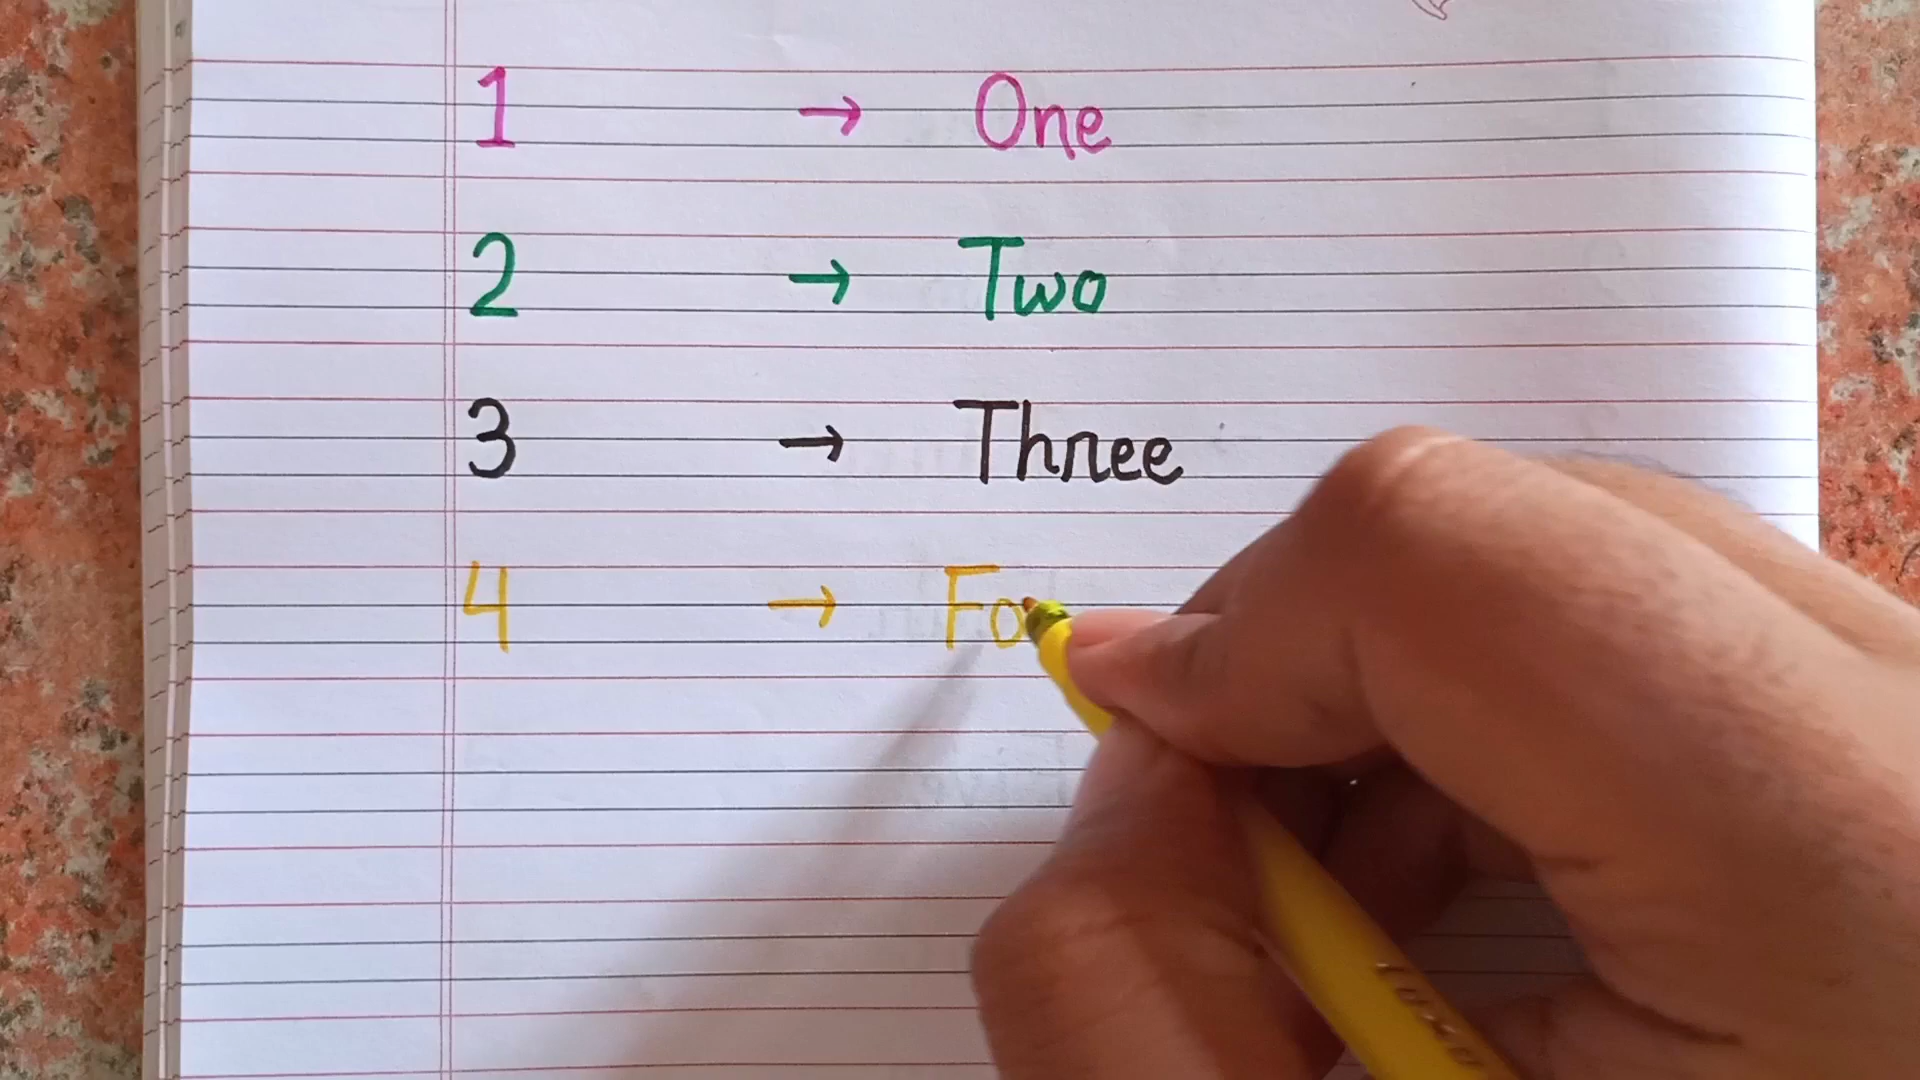 1 → One
2 → Two
3 → Three
4 → Fo